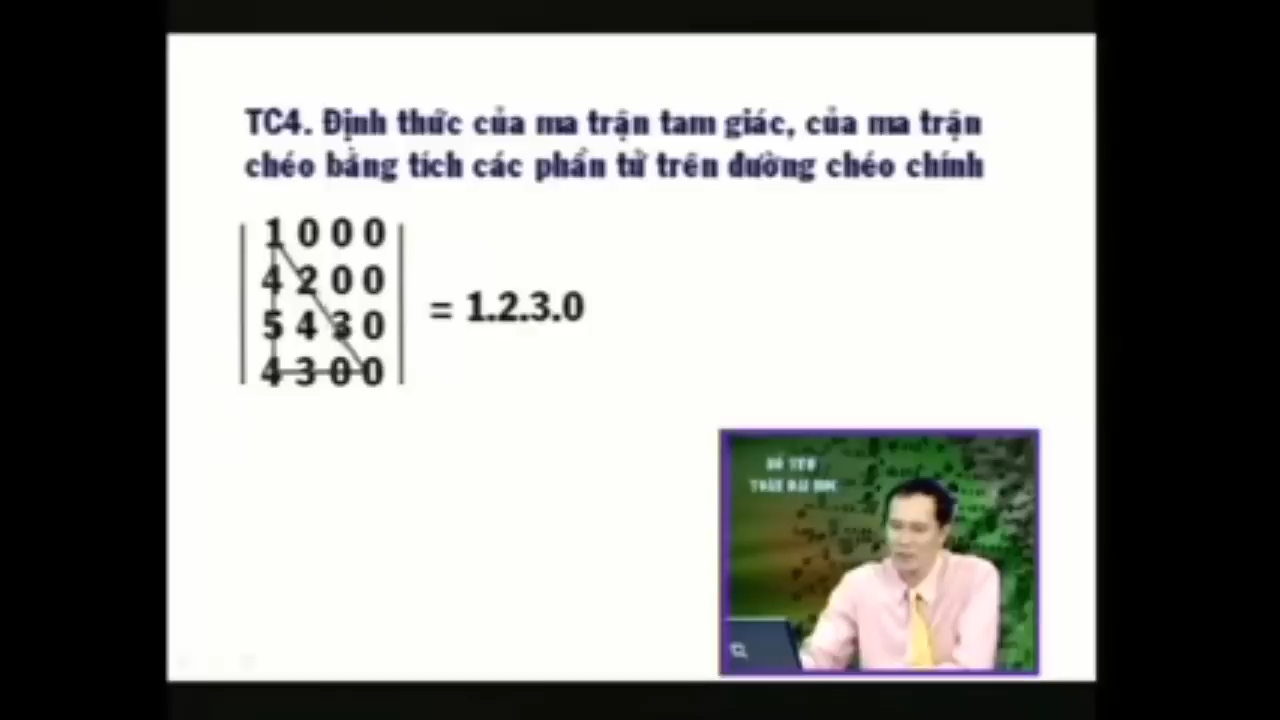 TC4. Định thức của ma trận tam giác, của ma trận
chéo bằng tích các phần tử trên đường chéo chính
1 0 0 0
4 2 0 0
5 4 3 0
4 3 0 0
= 1.2.3.0